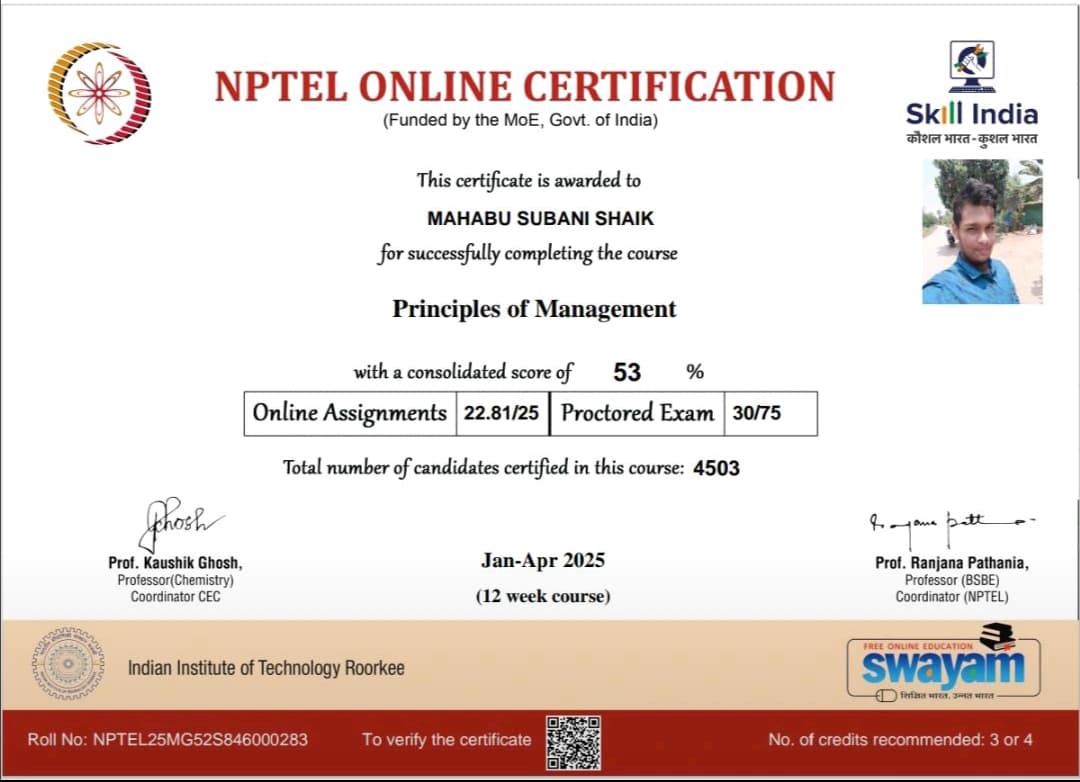 NPTEL ONLINE CERTIFICATION
(Funded by the MoE, Govt. of India)
Skill India
कौशल भारत - कुशल भारत
This certificate is awarded to
MAHABU SUBANI SHAIK
for successfully completing the course
Principles of Management
with a consolidated score of 53 %
Online Assignments 22.81/25 Proctored Exam 30/75
Total number of candidates certified in this course: 4503
Prof. Kaushik Ghosh,
Professor(Chemistry)
Coordinator CEC
Jan-Apr 2025
(12 week course)
Prof. Ranjana Pathania,
Professor (BSBE)
Coordinator (NPTEL)
Indian Institute of Technology Roorkee
FREE ONLINE EDUCATION
swayam
शिक्षित भारत, उन्नत भारत
Roll No: NPTEL25MG52S846000283
To verify the certificate
No. of credits recommended: 3 or 4